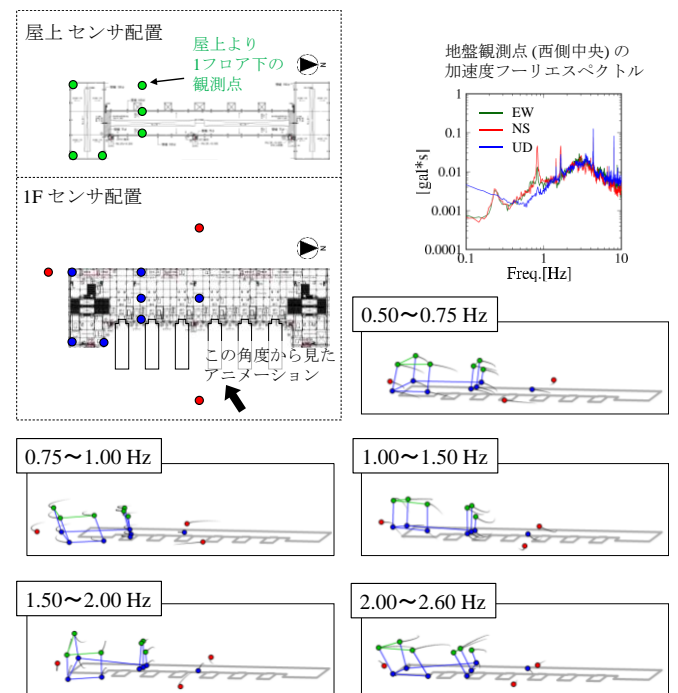 屋上 センサ配置
屋上より
1フロア下の
観測点
N
1F センサ配置
N
この角度から見た
アニメーション
地盤観測点 (西側中央) の
加速度フーリエスペクトル
[gal*s]
1
0.1
0.01
0.001
0.0001
EW
NS
UD
0.1
1
10
Freq.[Hz]
0.50～0.75 Hz
0.75～1.00 Hz
1.00～1.50 Hz
1.50～2.00 Hz
2.00～2.60 Hz